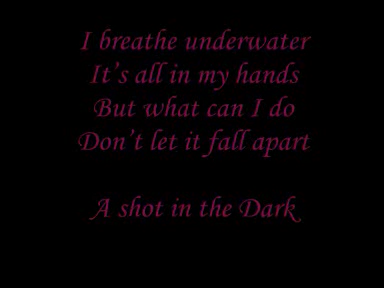 I breathe underwater
It's all in my hands
But what can I do
Don't let it fall apart
A shot in the Dark